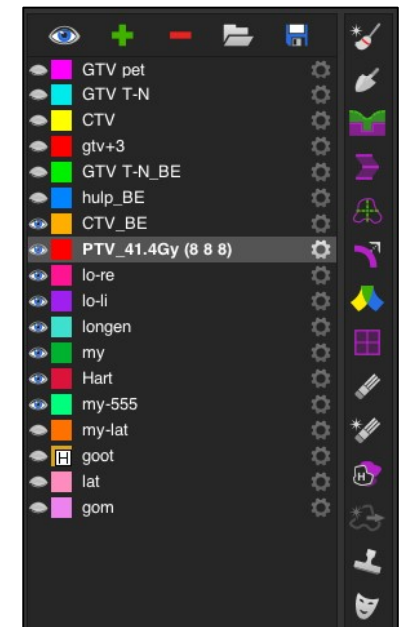 GTV pet
GTV T-N
CTV
gtv+3
GTV T-N_BE
hulp_BE
CTV_BE
PTV_41.4Gy (8 8 8)
lo-re
lo-li
longen
my
Hart
my-555
my-lat
H goot
lat
gom
H